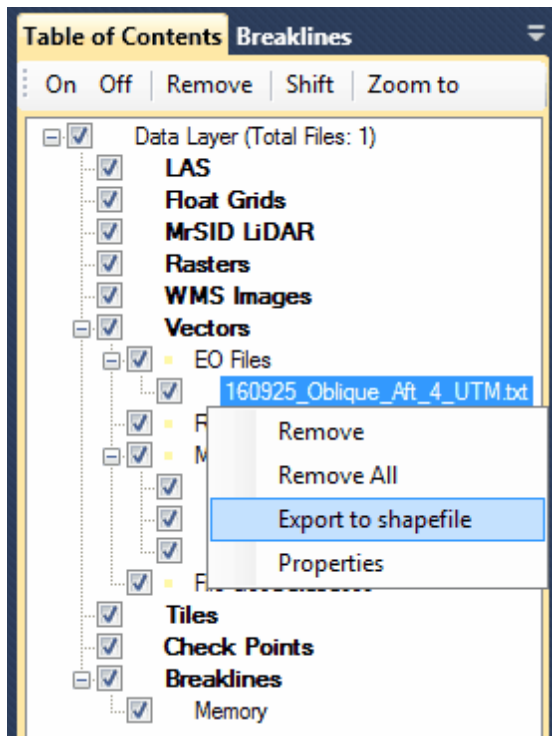 Table of Contents Breaklines
On Off Remove Shift Zoom to
Data Layer (Total Files: 1)
LAS
Float Grids
MrSID LiDAR
Rasters
WMS Images
Vectors
EO Files
160925_Oblique_Aft_4_UTM.txt
Remove
Remove All
Export to shapefile
Properties
Tiles
Check Points
Breaklines
Memory